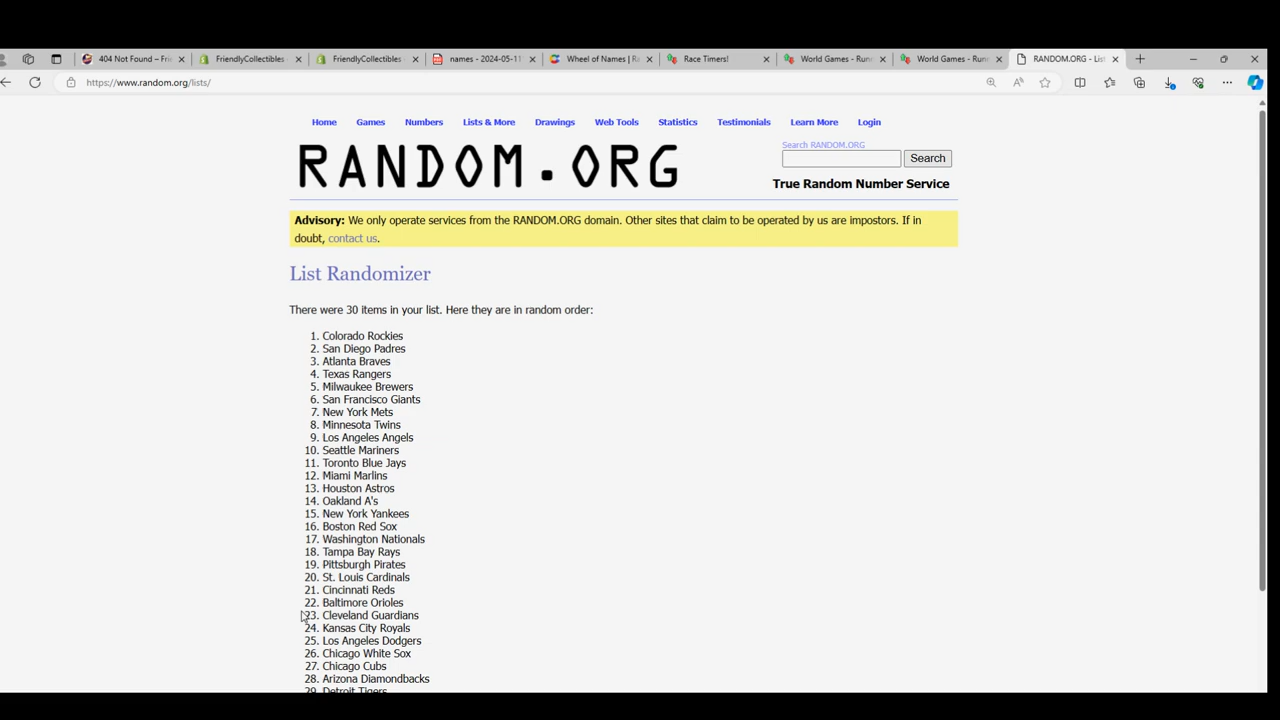 404 Not Found – Fri
FriendlyCollectibles
FriendlyCollectibles
names - 2024-05-11
Wheel of Names | R
Race Timers!
World Games - Runn
World Games - Runn
RANDOM.ORG - List
https://www.random.org/lists/
Home Games Numbers Lists & More Drawings Web Tools Statistics Testimonials Learn More Login
RANDOM.ORG
Search RANDOM.ORG
Search
True Random Number Service
Advisory: We only operate services from the RANDOM.ORG domain. Other sites that claim to be operated by us are impostors. If in
doubt, contact us.
List Randomizer
There were 30 items in your list. Here they are in random order:
1. Colorado Rockies
2. San Diego Padres
3. Atlanta Braves
4. Texas Rangers
5. Milwaukee Brewers
6. San Francisco Giants
7. New York Mets
8. Minnesota Twins
9. Los Angeles Angels
10. Seattle Mariners
11. Toronto Blue Jays
12. Miami Marlins
13. Houston Astros
14. Oakland A's
15. New York Yankees
16. Boston Red Sox
17. Washington Nationals
18. Tampa Bay Rays
19. Pittsburgh Pirates
20. St. Louis Cardinals
21. Cincinnati Reds
22. Baltimore Orioles
23. Cleveland Guardians
24. Kansas City Royals
25. Los Angeles Dodgers
26. Chicago White Sox
27. Chicago Cubs
28. Arizona Diamondbacks
29. Detroit Tigers